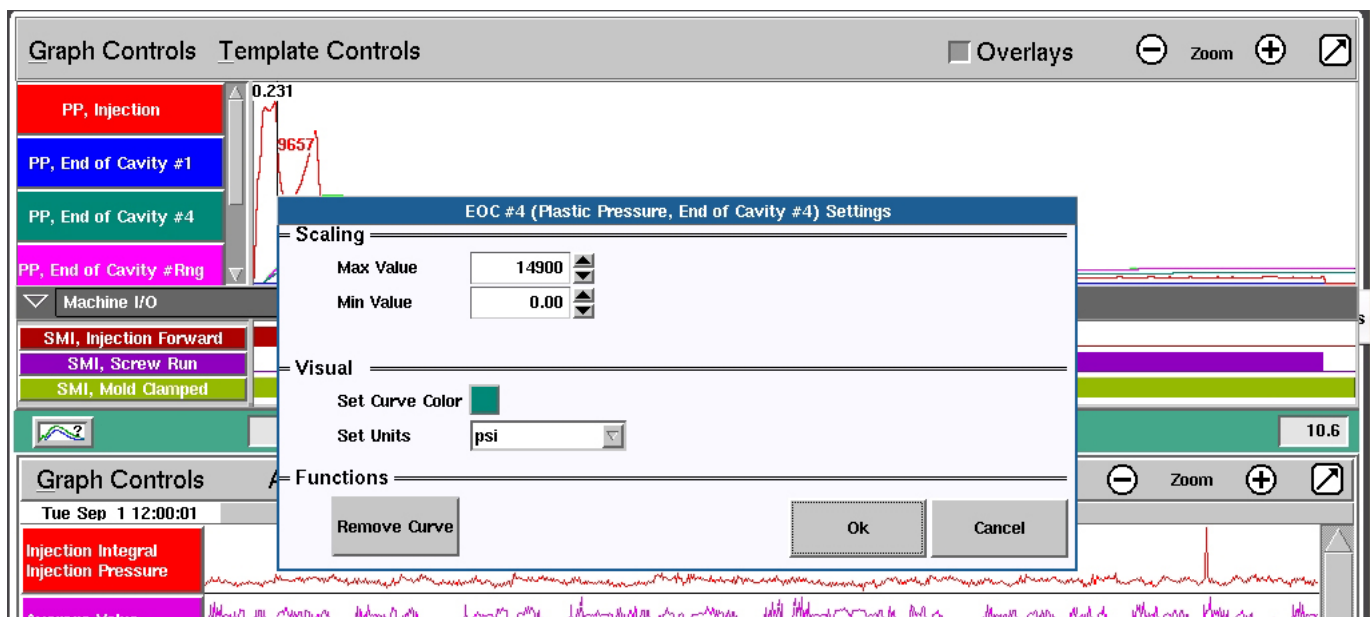 Graph Controls Template Controls Overlays Zoom
PP, Injection
0.231
9657
PP, End of Cavity #1
PP, End of Cavity #4
PP, End of Cavity #Rng
EOC #4 (Plastic Pressure, End of Cavity #4) Settings
Scaling
Max Value 14900
Min Value 0.00
Machine I/O
SMI, Injection Forward
SMI, Screw Run
SMI, Mold Clamped
Visual
Set Curve Color
Set Units psi
10.6
Functions
Remove Curve Ok Cancel
Graph Controls Zoom
Tue Sep 1 12:00:01
Injection Integral
Injection Pressure